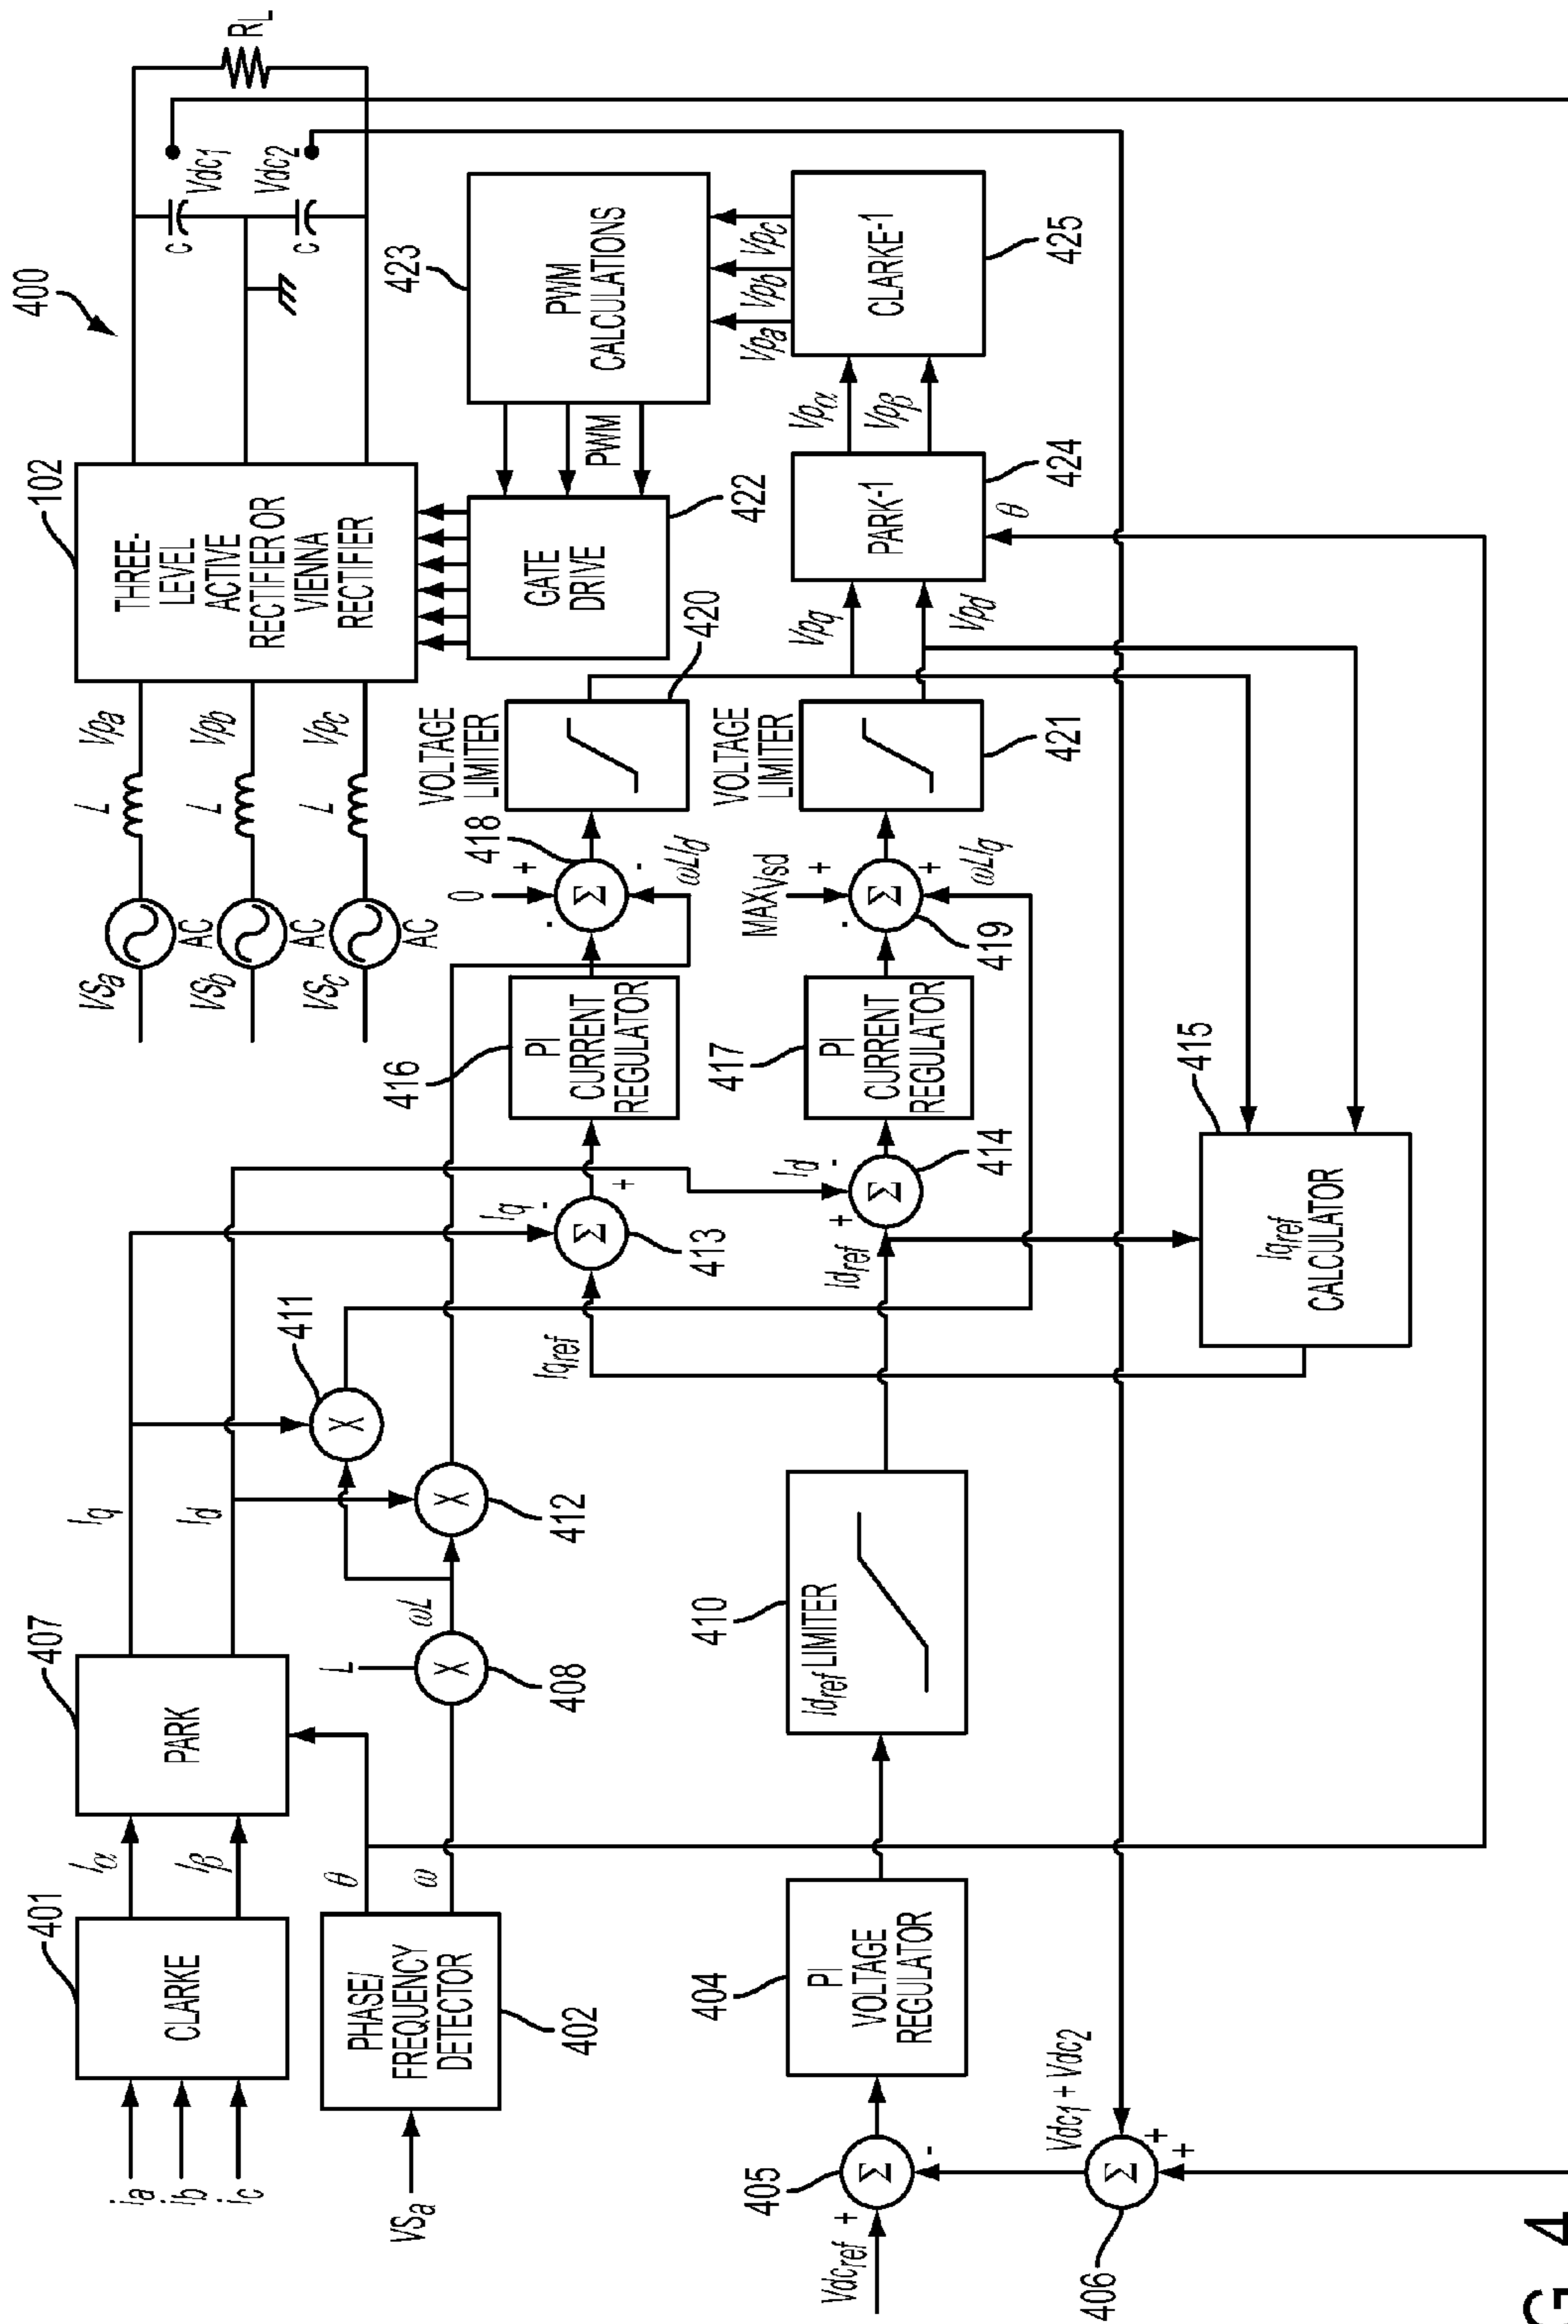 400
102
THREE-
LEVEL
ACTIVE
RECTIFIER OR
VIENNA
RECTIFIER
VSa
VSb
VSc
AC
AC
AC
L
L
L
Vpa
Vpb
Vpc
C
C
Vdc1
Vdc2
RL
401
CLARKE
ia
ib
ic
Iα
Iβ
407
PARK
Iq
Id
PHASE/
FREQUENCY
DETECTOR
402
VSa
θ
ω
L
X
408
ωL
X
411
X
412
Iq
-
Σ
+
413
Iqref
416
PI
CURRENT
REGULATOR
418
0
+
-
Σ
-
ωLId
VOLTAGE
LIMITER
420
GATE
DRIVE
422
PWM
423
PWM
CALCULATIONS
Vpa
Vpb
Vpc
CLARKE-1
425
Vpα
Vpβ
PARK-1
424
θ
Vpq
Vpd
VOLTAGE
LIMITER
421
MAXVsd
+
-
Σ
+
419
ωLIq
417
PI
CURRENT
REGULATOR
Id
-
+
Σ
414
Idref
410
Idref LIMITER
404
PI
VOLTAGE
REGULATOR
405
Σ
+
-
Vdcref
Vdc1 + Vdc2
Σ
+
+
406
415
Iqref
CALCULATOR
G. 4